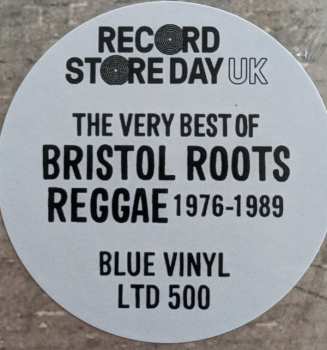 RECORD
STORE DAY UK
THE VERY BEST OF
BRISTOL ROOTS
REGGAE 1976-1989
BLUE VINYL
LTD 500